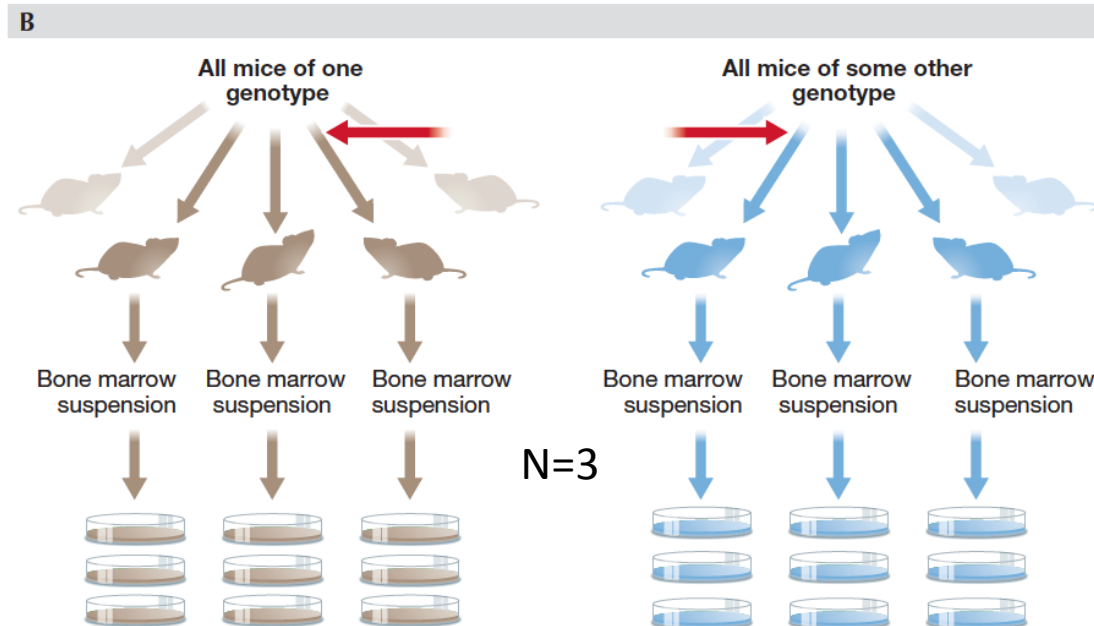 B
All mice of one
genotype
All mice of some other
genotype
Bone marrow
suspension
Bone marrow
suspension
Bone marrow
suspension
Bone marrow
suspension
Bone marrow
suspension
Bone marrow
suspension
N=3